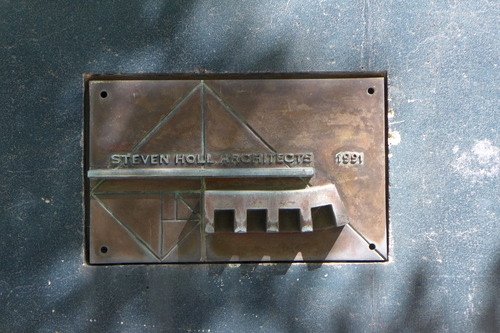 STEVEN HOLL ARCHITECTS 1991